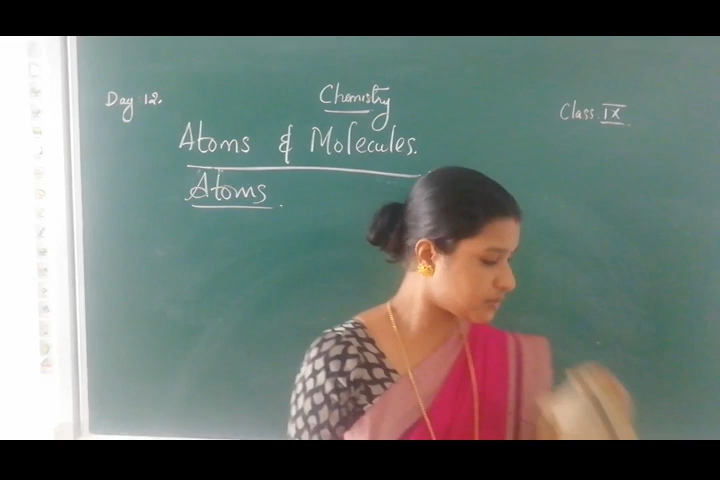 Day 12.
Chemistry
Class. IX.
Atoms & Molecules.
Atoms.